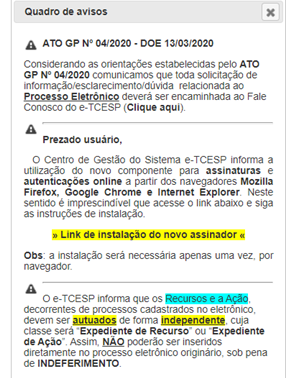 Quadro de avisos
ATO GP Nº 04/2020 - DOE 13/03/2020
Considerando as orientações estabelecidas pelo ATO
GP Nº 04/2020 comunicamos que toda solicitação de
informação/esclarecimento/dúvida relacionada ao
Processo Eletrônico deverá ser encaminhada ao Fale
Conosco do e-TCESP (Clique aqui).
Prezado usuário,
O Centro de Gestão do Sistema e-TCESP informa a
utilização do novo componente para assinaturas e
autenticações online a partir dos navegadores Mozilla
Firefox, Google Chrome e Internet Explorer. Neste
sentido é imprescindível que acesse o link abaixo e siga
as instruções de instalação.
» Link de instalação do novo assinador «
Obs: a instalação será necessária apenas uma vez, por
navegador.
O e-TCESP informa que os Recursos e a Ação,
decorrentes de processos cadastrados no eletrônico,
devem ser autuados de forma independente, cuja
classe será "Expediente de Recurso" ou "Expediente
de Ação". Assim, NÃO poderão ser inseridos
diretamente no processo eletrônico originário, sob pena
de INDEFERIMENTO.